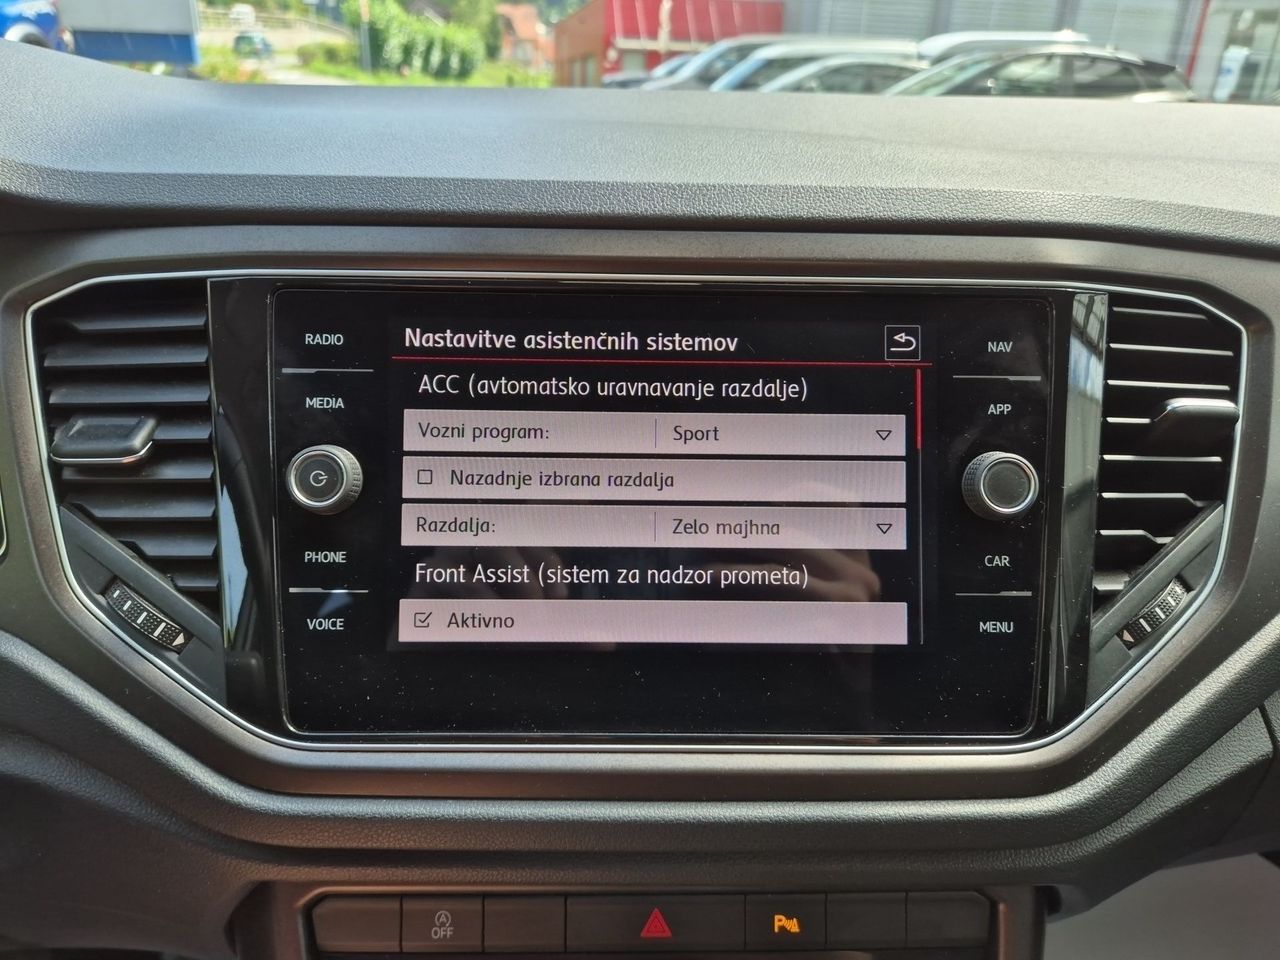 RADIO
MEDIA
PHONE
VOICE
Nastavitve asistenčnih sistemov
ACC (avtomatsko uravnavanje razdalje)
Vozni program: Sport
Nazadnje izbrana razdalja
Razdalja: Zelo majhna
Front Assist (sistem za nadzor prometa)
Aktivno
NAV
APP
CAR
MENU
A
OFF
P